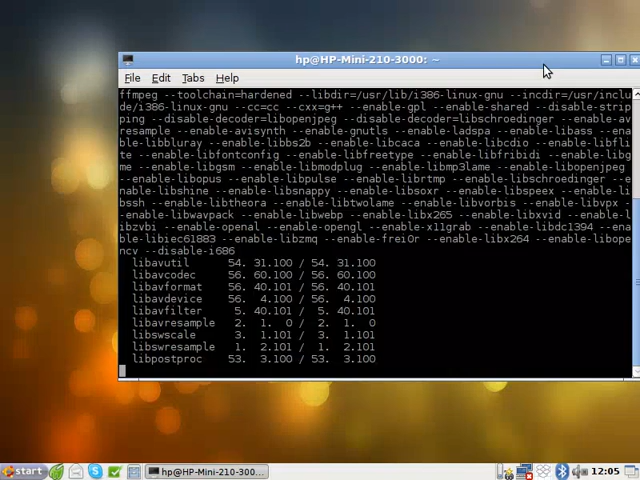 hp@HP-Mini-210-3000: ~
File Edit Tabs Help
ffmpeg --toolchain=hardened --libdir=/usr/lib/i386-linux-gnu --incdir=/usr/inclu
de/i386-linux-gnu --cc=cc --cxx=g++ --enable-gpl --enable-shared --disable-strip
ping --disable-decoder=libopenjpeg --disable-decoder=libschroedinger --enable-av
resample --enable-avisynth --enable-gnutls --enable-ladspa --enable-libass --ena
ble-libbluray --enable-libbs2b --enable-libcaca --enable-libcdio --enable-libfli
te --enable-libfontconfig --enable-libfreetype --enable-libfribidi --enable-libg
me --enable-libgsm --enable-libmodplug --enable-libmp3lame --enable-libopenjpeg
--enable-libopus --enable-libpulse --enable-librtmp --enable-libschroedinger --e
nable-libshine --enable-libsnappy --enable-libsoxr --enable-libspeex --enable-li
bssh --enable-libtheora --enable-libtwolame --enable-libvorbis --enable-libvpx -
-enable-libwavpack --enable-libwebp --enable-libx265 --enable-libxvid --enable-l
ibzvbi --enable-openal --enable-opengl --enable-x11grab --enable-libdc1394 --ena
ble-libiec61883 --enable-libzmq --enable-frei0r --enable-libx264 --enable-libope
ncv --disable-i686
libavutil 54. 31.100 / 54. 31.100
libavcodec 56. 60.100 / 56. 60.100
libavformat 56. 40.101 / 56. 40.101
libavdevice 56. 4.100 / 56. 4.100
libavfilter 5. 40.101 / 5. 40.101
libavresample 2. 1. 0 / 2. 1. 0
libswscale 3. 1.101 / 3. 1.101
libswresample 1. 2.101 / 1. 2.101
libpostproc 53. 3.100 / 53. 3.100
start
hp@HP-Mini-210-300...
12:05